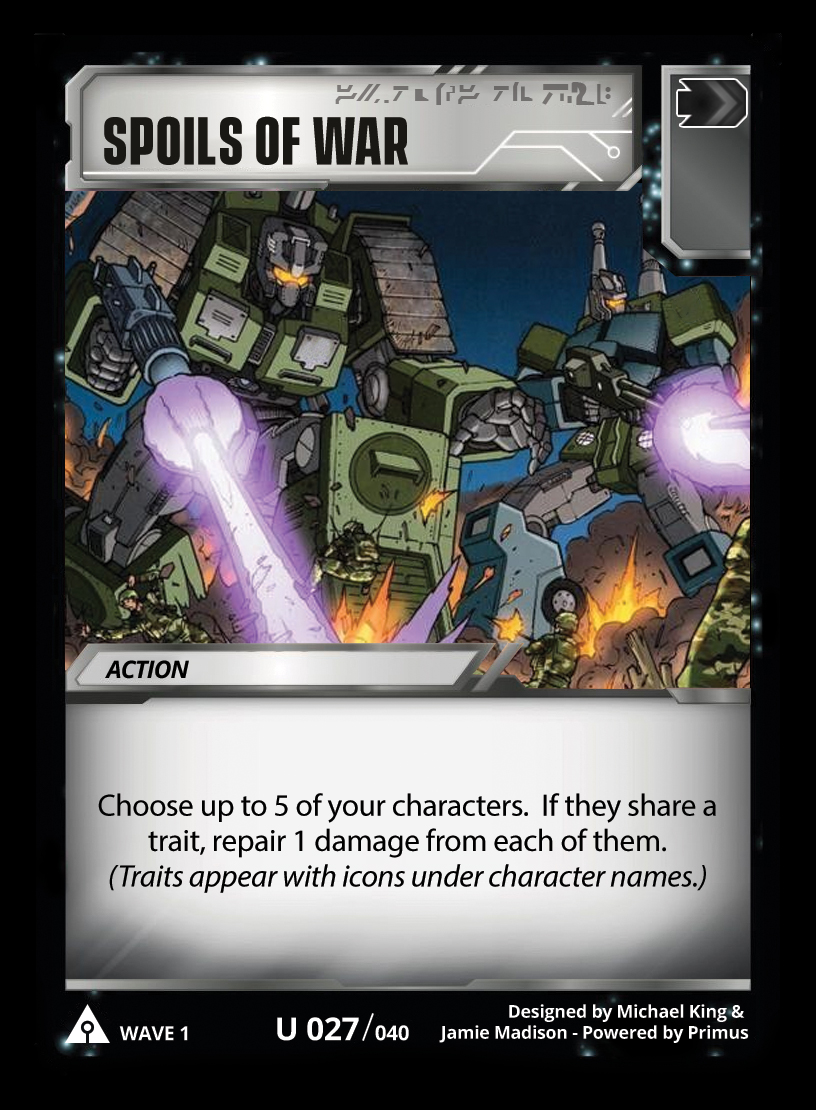 SPOILS OF WAR
ACTION
Choose up to 5 of your characters. If they share a
trait, repair 1 damage from each of them.
(Traits appear with icons under character names.)
WAVE 1
U 027/040
Designed by Michael King &
Jamie Madison - Powered by Primus